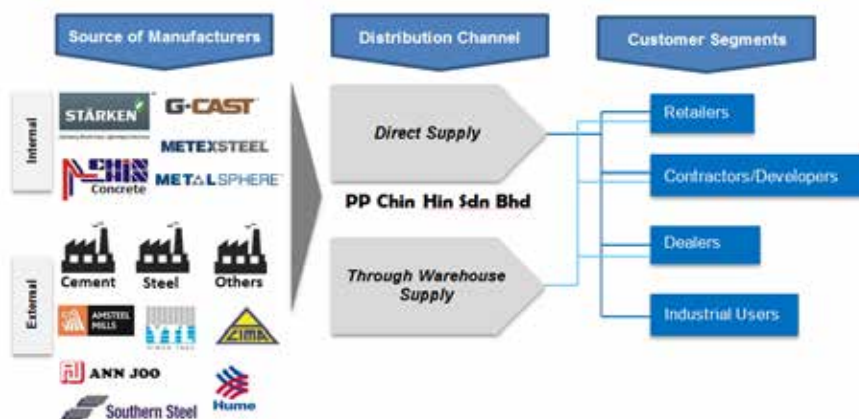 Source of Manufacturers
Distribution Channel
Customer Segments
Internal
STÄRKEN
G-CAST
METEXSTEEL
CHIN HIN
Concrete
METALSPHERE
External
Cement
Steel
Others
AMSTEEL
MILLS
YTL
CIMA
ANN JOO
Hume
Southern Steel
Direct Supply
PP Chin Hin Sdn Bhd
Through Warehouse
Supply
Retailers
Contractors/Developers
Dealers
Industrial Users